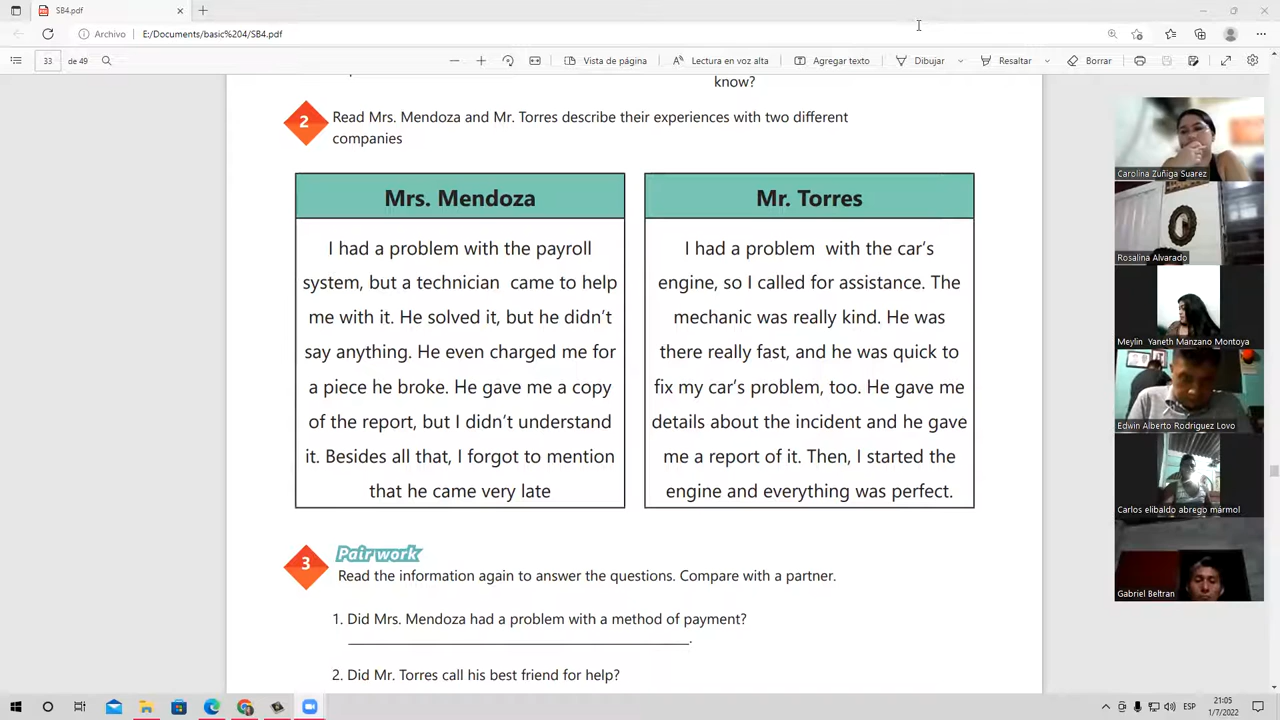 SB4.pdf
Archivo
E:/Documents/basic%204/SB4.pdf
33
de 49
Vista de página
Lectura en voz alta
Agregar texto
Dibujar
Resaltar
Borrar
know?
2
Read Mrs. Mendoza and Mr. Torres describe their experiences with two different
companies
Mrs. Mendoza
I had a problem with the payroll
system, but a technician came to help
me with it. He solved it, but he didn't
say anything. He even charged me for
a piece he broke. He gave me a copy
of the report, but I didn't understand
it. Besides all that, I forgot to mention
that he came very late
Mr. Torres
I had a problem with the car's
engine, so I called for assistance. The
mechanic was really kind. He was
there really fast, and he was quick to
fix my car's problem, too. He gave me
details about the incident and he gave
me a report of it. Then, I started the
engine and everything was perfect.
3
Pair work
Read the information again to answer the questions. Compare with a partner.
1. Did Mrs. Mendoza had a problem with a method of payment?
2. Did Mr. Torres call his best friend for help?
Carolina Zuñiga Suarez
Rosalina Alvarado
Meylin Yaneth Manzano Montoya
Edwin Alberto Rodriguez Lovo
Carlos elibaldo abrego marmol
Gabriel Beltran
ESP
21:05
1/7/2022